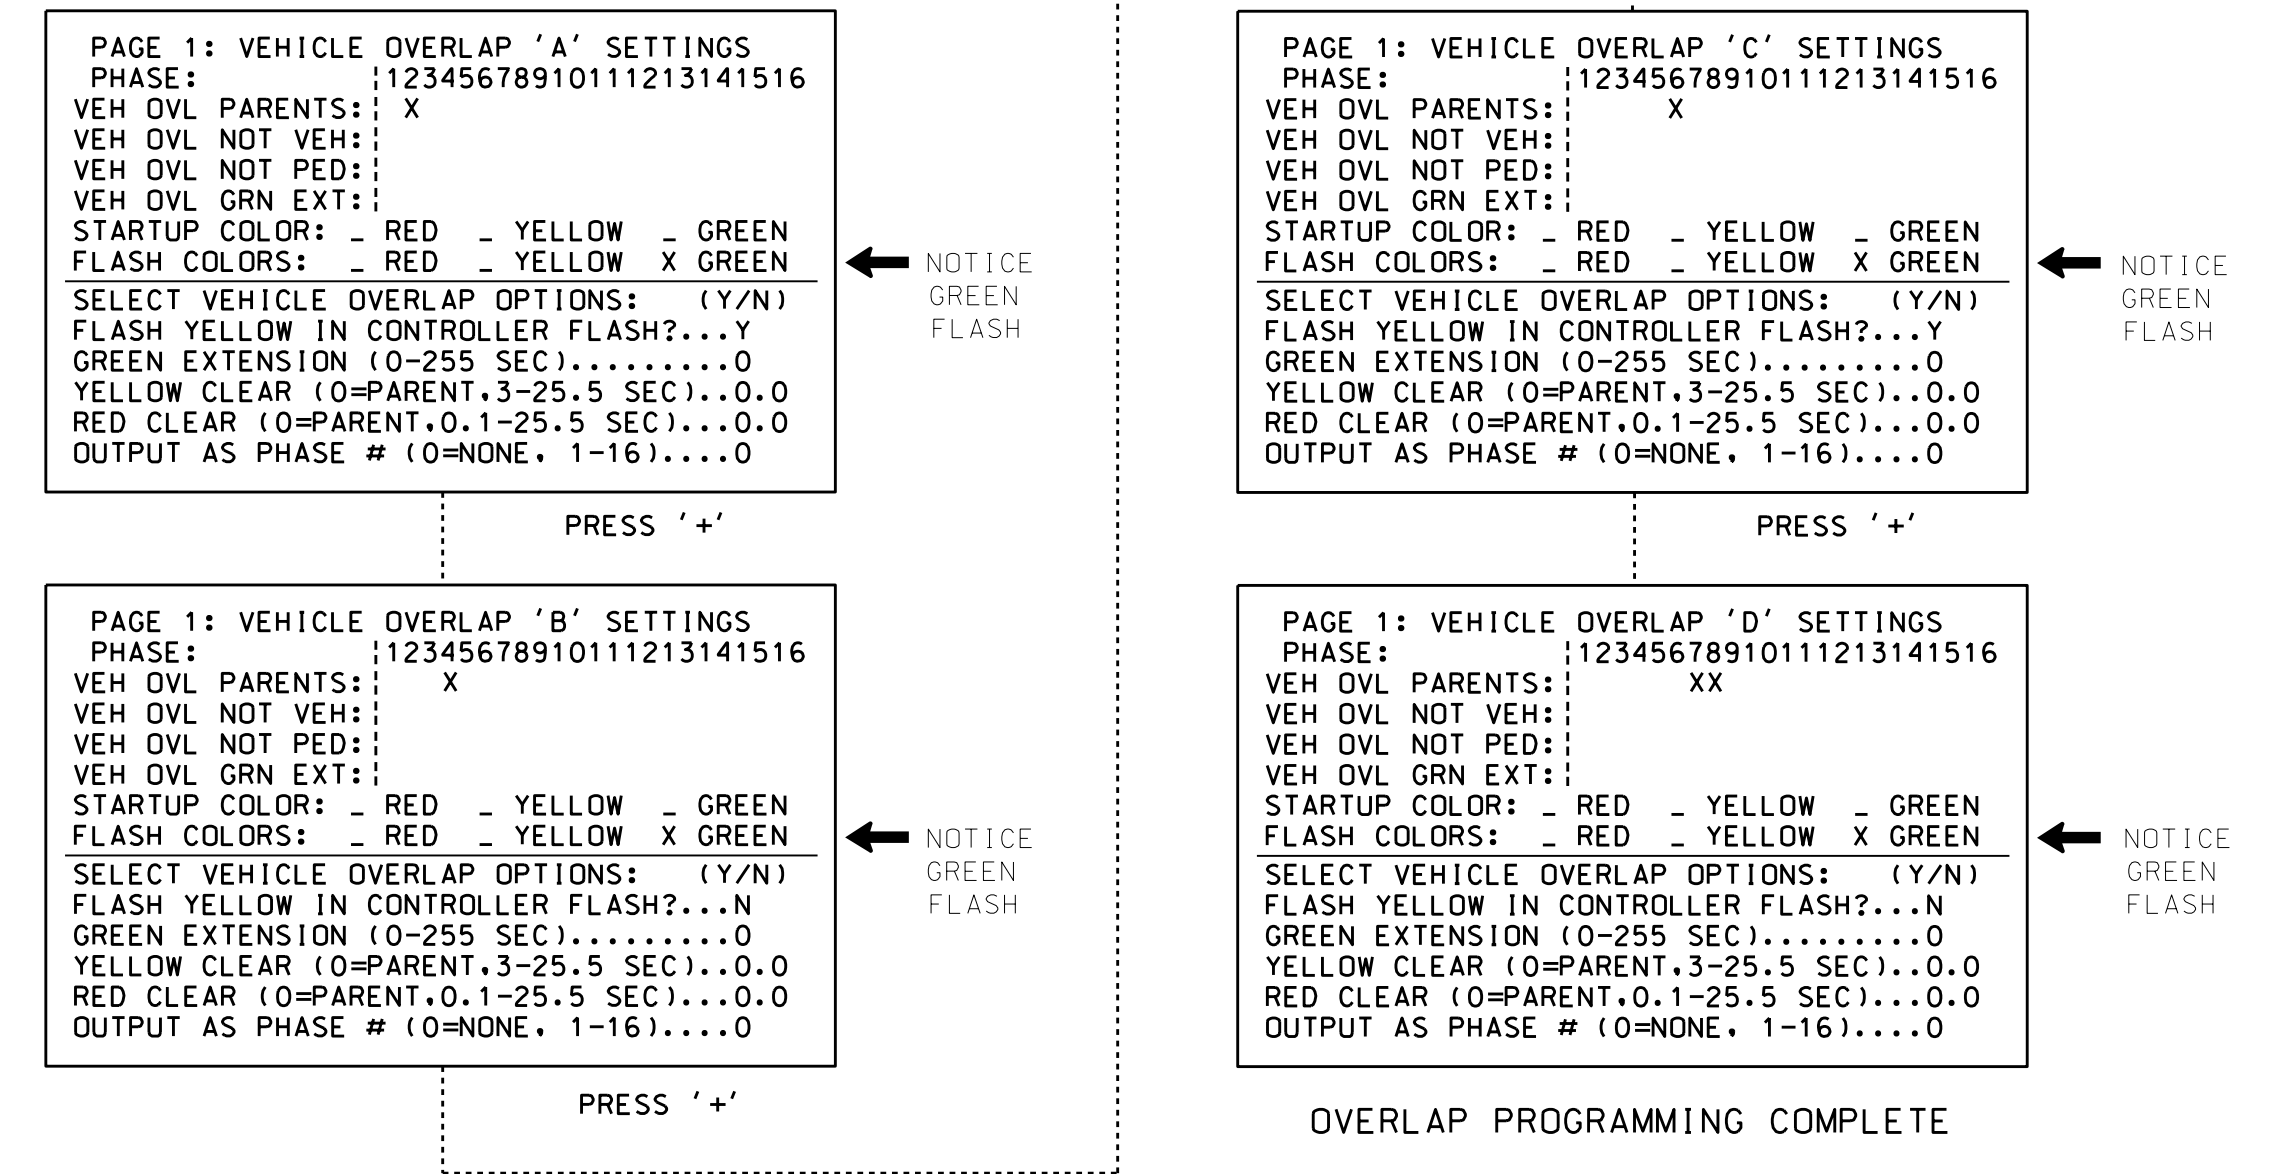 PAGE 1: VEHICLE OVERLAP 'A' SETTINGS
PHASE: 12345678910111213141516
VEH OVL PARENTS: X
VEH OVL NOT VEH:
VEH OVL NOT PED:
VEH OVL GRN EXT:
STARTUP COLOR: _ RED _ YELLOW _ GREEN
FLASH COLORS: _ RED _ YELLOW X GREEN
NOTICE
GREEN
FLASH
SELECT VEHICLE OVERLAP OPTIONS: (Y/N)
FLASH YELLOW IN CONTROLLER FLASH?...Y
GREEN EXTENSION (0-255 SEC).........0
YELLOW CLEAR (0=PARENT,3-25.5 SEC)..0.0
RED CLEAR (0=PARENT,0.1-25.5 SEC)...0.0
OUTPUT AS PHASE # (0=NONE, 1-16)....0
PRESS '+'
PAGE 1: VEHICLE OVERLAP 'B' SETTINGS
PHASE: 12345678910111213141516
VEH OVL PARENTS: X
VEH OVL NOT VEH:
VEH OVL NOT PED:
VEH OVL GRN EXT:
STARTUP COLOR: _ RED _ YELLOW _ GREEN
FLASH COLORS: _ RED _ YELLOW X GREEN
NOTICE
GREEN
FLASH
SELECT VEHICLE OVERLAP OPTIONS: (Y/N)
FLASH YELLOW IN CONTROLLER FLASH?...N
GREEN EXTENSION (0-255 SEC).........0
YELLOW CLEAR (0=PARENT,3-25.5 SEC)..0.0
RED CLEAR (0=PARENT,0.1-25.5 SEC)...0.0
OUTPUT AS PHASE # (0=NONE, 1-16)....0
PRESS '+'
PAGE 1: VEHICLE OVERLAP 'C' SETTINGS
PHASE: 12345678910111213141516
VEH OVL PARENTS: X
VEH OVL NOT VEH:
VEH OVL NOT PED:
VEH OVL GRN EXT:
STARTUP COLOR: _ RED _ YELLOW _ GREEN
FLASH COLORS: _ RED _ YELLOW X GREEN
NOTICE
GREEN
FLASH
SELECT VEHICLE OVERLAP OPTIONS: (Y/N)
FLASH YELLOW IN CONTROLLER FLASH?...Y
GREEN EXTENSION (0-255 SEC).........0
YELLOW CLEAR (0=PARENT,3-25.5 SEC)..0.0
RED CLEAR (0=PARENT,0.1-25.5 SEC)...0.0
OUTPUT AS PHASE # (0=NONE, 1-16)....0
PRESS '+'
PAGE 1: VEHICLE OVERLAP 'D' SETTINGS
PHASE: 12345678910111213141516
VEH OVL PARENTS: XX
VEH OVL NOT VEH:
VEH OVL NOT PED:
VEH OVL GRN EXT:
STARTUP COLOR: _ RED _ YELLOW _ GREEN
FLASH COLORS: _ RED _ YELLOW X GREEN
NOTICE
GREEN
FLASH
SELECT VEHICLE OVERLAP OPTIONS: (Y/N)
FLASH YELLOW IN CONTROLLER FLASH?...N
GREEN EXTENSION (0-255 SEC).........0
YELLOW CLEAR (0=PARENT,3-25.5 SEC)..0.0
RED CLEAR (0=PARENT,0.1-25.5 SEC)...0.0
OUTPUT AS PHASE # (0=NONE, 1-16)....0
OVERLAP PROGRAMMING COMPLETE